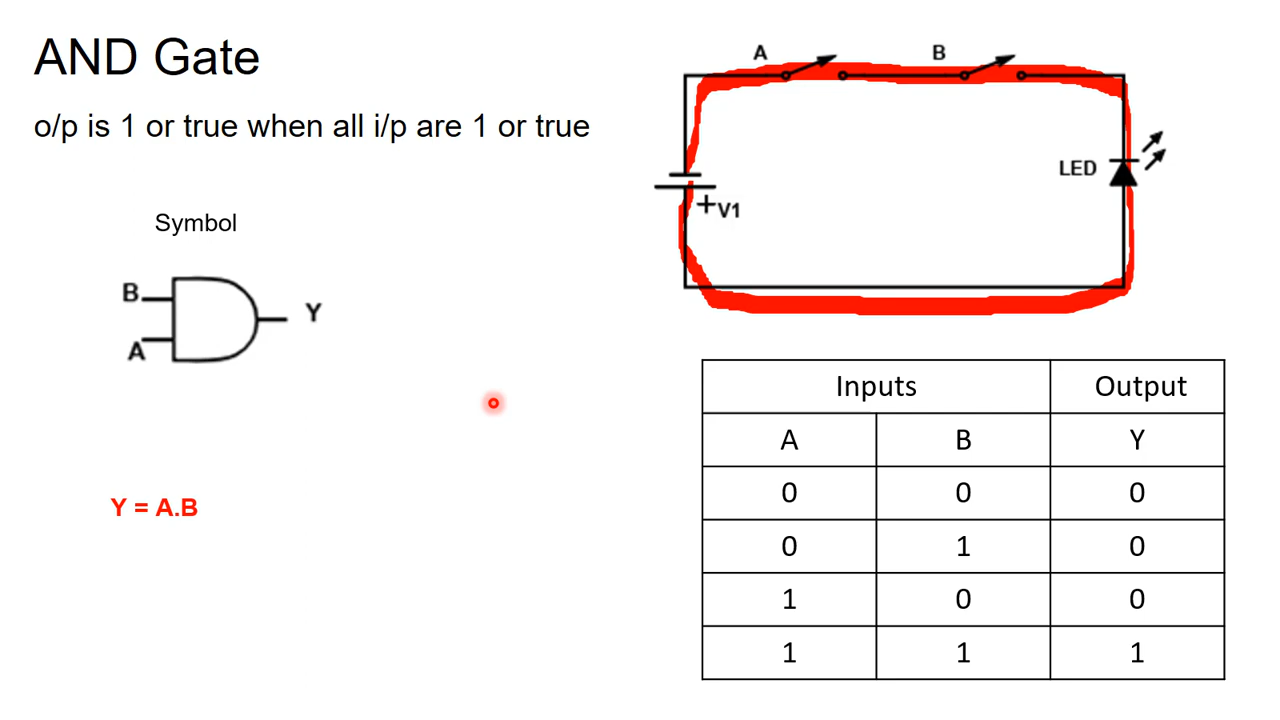 AND Gate
o/p is 1 or true when all i/p are 1 or true
Symbol
B
A
Y
Y = A.B
A
B
LED
+V1
Inputs Output
A B Y
0 0 0
0 1 0
1 0 0
1 1 1